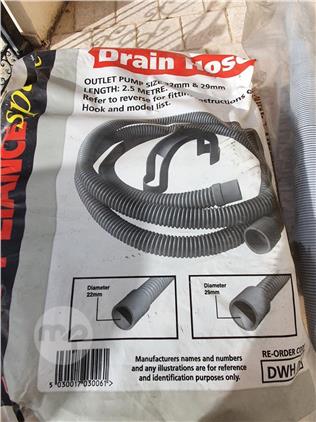 Drain Hose
OUTLET PUMP SIZE 22mm & 29mm
LENGTH: 2.5 METRE.
Refer to reverse for fitting instructions
Hook and model list.
Diameter
22mm
Diameter
29mm
Manufacturers names and numbers
and any illustrations are for reference
and identification purposes only.
RE-ORDER CODE
DWH
5 030017 030061 >